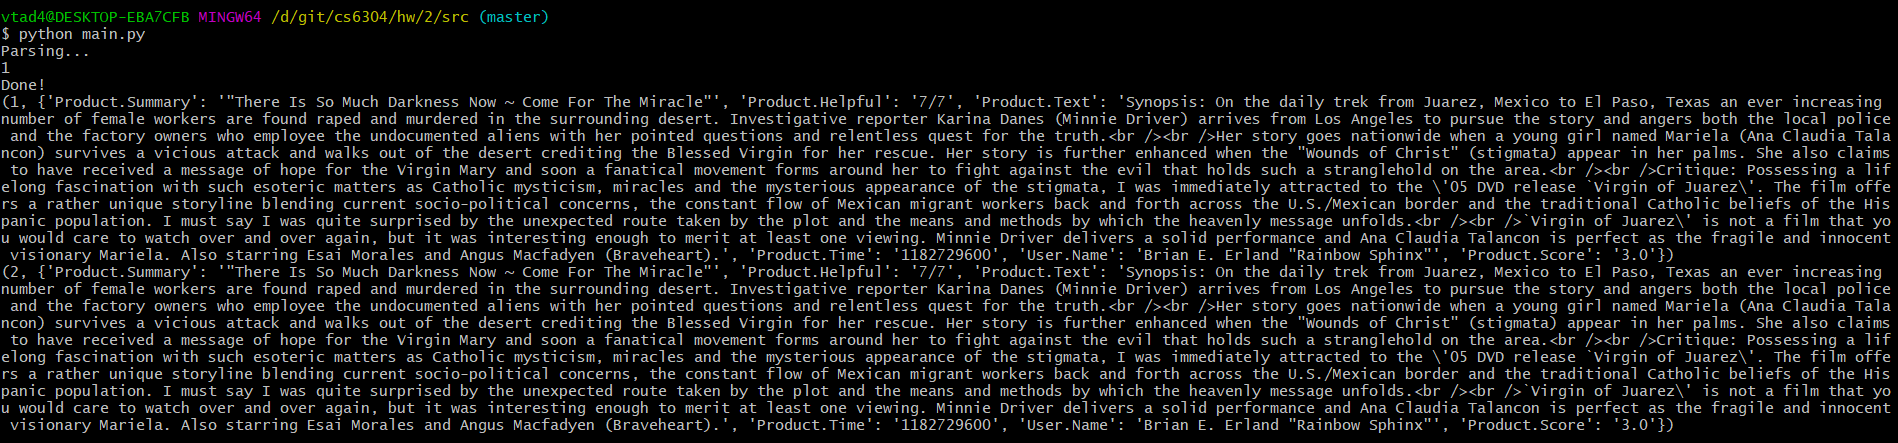 vtad4@DESKTOP-EBA7CFB MINGW64 /d/git/cs6304/hw/2/src (master)
$ python main.py
Parsing...
1
Done!
(1, {'Product.Summary': '"There Is So Much Darkness Now ~ Come For The Miracle"', 'Product.Helpful': '7/7', 'Product.Text': 'Synopsis: On the daily trek from Juarez, Mexico to El Paso, Texas an ever increasing
number of female workers are found raped and murdered in the surrounding desert. Investigative reporter Karina Danes (Minnie Driver) arrives from Los Angeles to pursue the story and angers both the local police
 and the factory owners who employee the undocumented aliens with her pointed questions and relentless quest for the truth.<br /><br />Her story goes nationwide when a young girl named Mariela (Ana Claudia Tala
ncon) survives a vicious attack and walks out of the desert crediting the Blessed Virgin for her rescue. Her story is further enhanced when the "Wounds of Christ" (stigmata) appear in her palms. She also claims
 to have received a message of hope for the Virgin Mary and soon a fanatical movement forms around her to fight against the evil that holds such a stranglehold on the area.<br /><br />Critique: Possessing a lif
elong fascination with such esoteric matters as Catholic mysticism, miracles and the mysterious appearance of the stigmata, I was immediately attracted to the \'05 DVD release `Virgin of Juarez\'. The film offe
rs a rather unique storyline blending current socio-political concerns, the constant flow of Mexican migrant workers back and forth across the U.S./Mexican border and the traditional Catholic beliefs of the His
panic population. I must say I was quite surprised by the unexpected route taken by the plot and the means and methods by which the heavenly message unfolds.<br /><br />`Virgin of Juarez\' is not a film that yo
u would care to watch over and over again, but it was interesting enough to merit at least one viewing. Minnie Driver delivers a solid performance and Ana Claudia Talancon is perfect as the fragile and innocent
 visionary Mariela. Also starring Esai Morales and Angus Macfadyen (Braveheart).', 'Product.Time': '1182729600', 'User.Name': 'Brian E. Erland "Rainbow Sphinx"', 'Product.Score': '3.0'})
(2, {'Product.Summary': '"There Is So Much Darkness Now ~ Come For The Miracle"', 'Product.Helpful': '7/7', 'Product.Text': 'Synopsis: On the daily trek from Juarez, Mexico to El Paso, Texas an ever increasing
number of female workers are found raped and murdered in the surrounding desert. Investigative reporter Karina Danes (Minnie Driver) arrives from Los Angeles to pursue the story and angers both the local police
 and the factory owners who employee the undocumented aliens with her pointed questions and relentless quest for the truth.<br /><br />Her story goes nationwide when a young girl named Mariela (Ana Claudia Tala
ncon) survives a vicious attack and walks out of the desert crediting the Blessed Virgin for her rescue. Her story is further enhanced when the "Wounds of Christ" (stigmata) appear in her palms. She also claims
 to have received a message of hope for the Virgin Mary and soon a fanatical movement forms around her to fight against the evil that holds such a stranglehold on the area.<br /><br />Critique: Possessing a lif
elong fascination with such esoteric matters as Catholic mysticism, miracles and the mysterious appearance of the stigmata, I was immediately attracted to the \'05 DVD release `Virgin of Juarez\'. The film offe
rs a rather unique storyline blending current socio-political concerns, the constant flow of Mexican migrant workers back and forth across the U.S./Mexican border and the traditional Catholic beliefs of the His
panic population. I must say I was quite surprised by the unexpected route taken by the plot and the means and methods by which the heavenly message unfolds.<br /><br />`Virgin of Juarez\' is not a film that yo
u would care to watch over and over again, but it was interesting enough to merit at least one viewing. Minnie Driver delivers a solid performance and Ana Claudia Talancon is perfect as the fragile and innocent
 visionary Mariela. Also starring Esai Morales and Angus Macfadyen (Braveheart).', 'Product.Time': '1182729600', 'User.Name': 'Brian E. Erland "Rainbow Sphinx"', 'Product.Score': '3.0'})